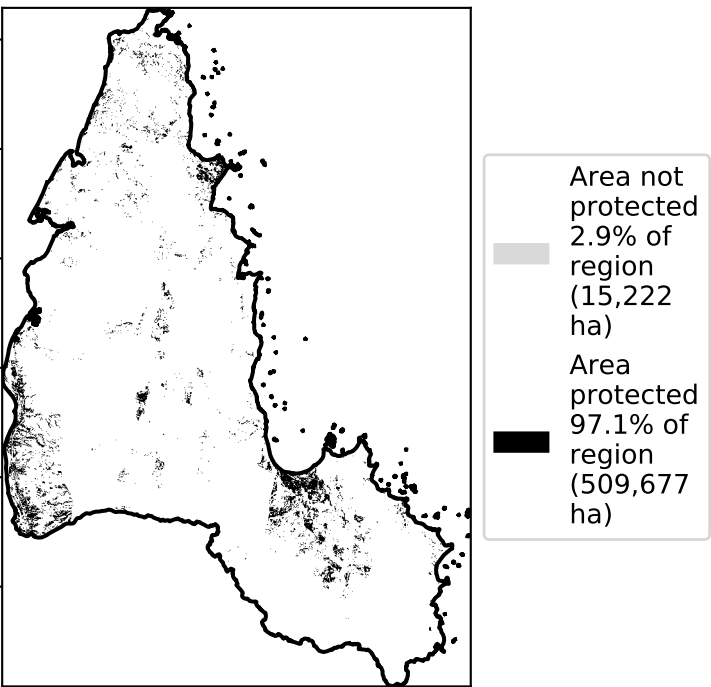 Area not
protected
2.9% of
region
(15,222
ha)
Area
protected
97.1% of
region
(509,677
ha)